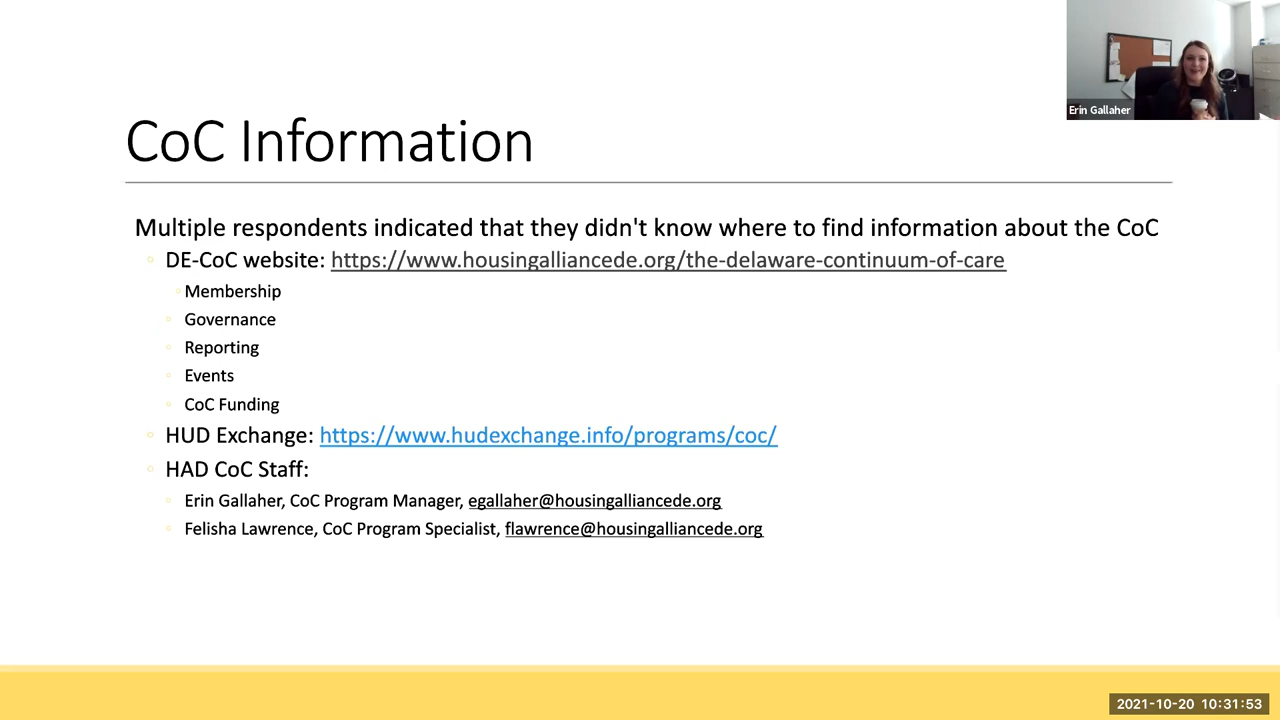 Erin Gallaher
CoC Information
Multiple respondents indicated that they didn't know where to find information about the CoC
DE-CoC website: https://www.housingalliancede.org/the-delaware-continuum-of-care
Membership
Governance
Reporting
Events
CoC Funding
HUD Exchange: https://www.hudexchange.info/programs/coc/
HAD CoC Staff:
Erin Gallaher, CoC Program Manager, egallaher@housingalliancede.org
Felisha Lawrence, CoC Program Specialist, flawrence@housingalliancede.org
2021-10-20 10:31:53